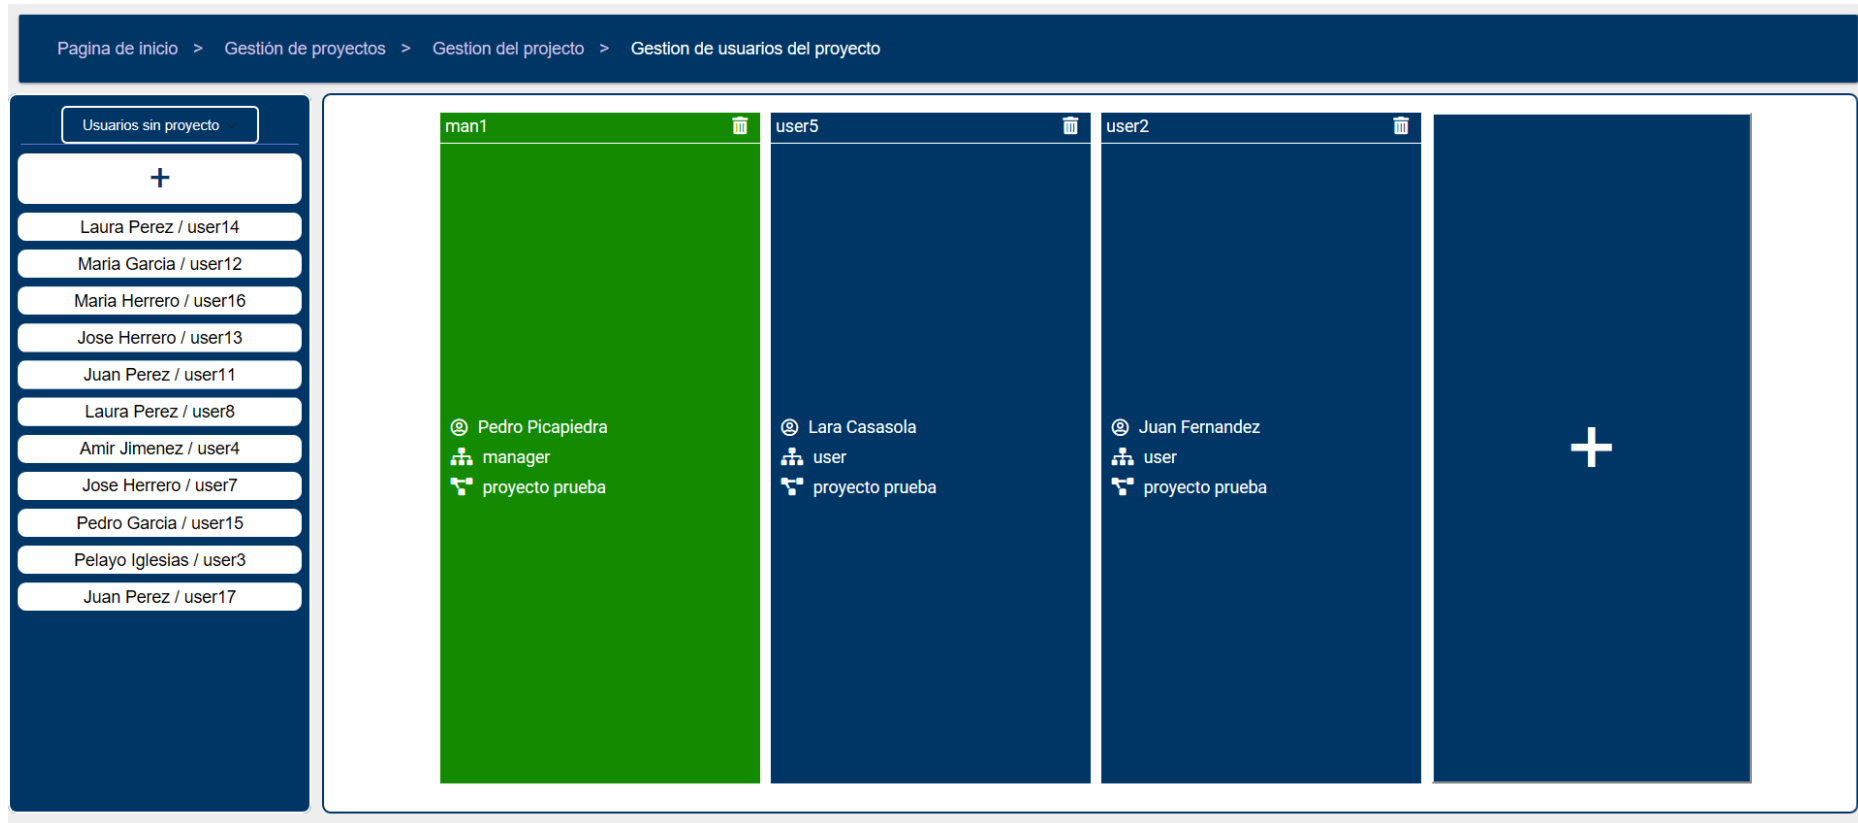 Pagina de inicio > Gestión de proyectos > Gestion del projecto > Gestion de usuarios del proyecto
Usuarios sin proyecto
+
Laura Perez / user14
Maria Garcia / user12
Maria Herrero / user16
Jose Herrero / user13
Juan Perez / user11
Laura Perez / user8
Amir Jimenez / user4
Jose Herrero / user7
Pedro Garcia / user15
Pelayo Iglesias / user3
Juan Perez / user17
man1
Pedro Picapiedra
manager
proyecto prueba
user5
Lara Casasola
user
proyecto prueba
user2
Juan Fernandez
user
proyecto prueba
+